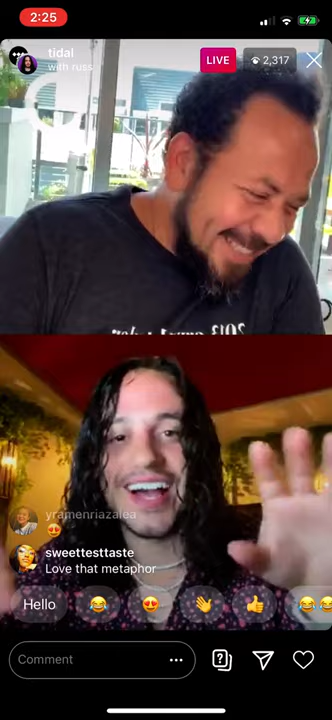 2:25
tidal
with russ
LIVE
2,317
yramenriazalea
😍
sweettesttaste
Love that metaphor
Hello
😂
😍
👋
👍
😂😂
Comment